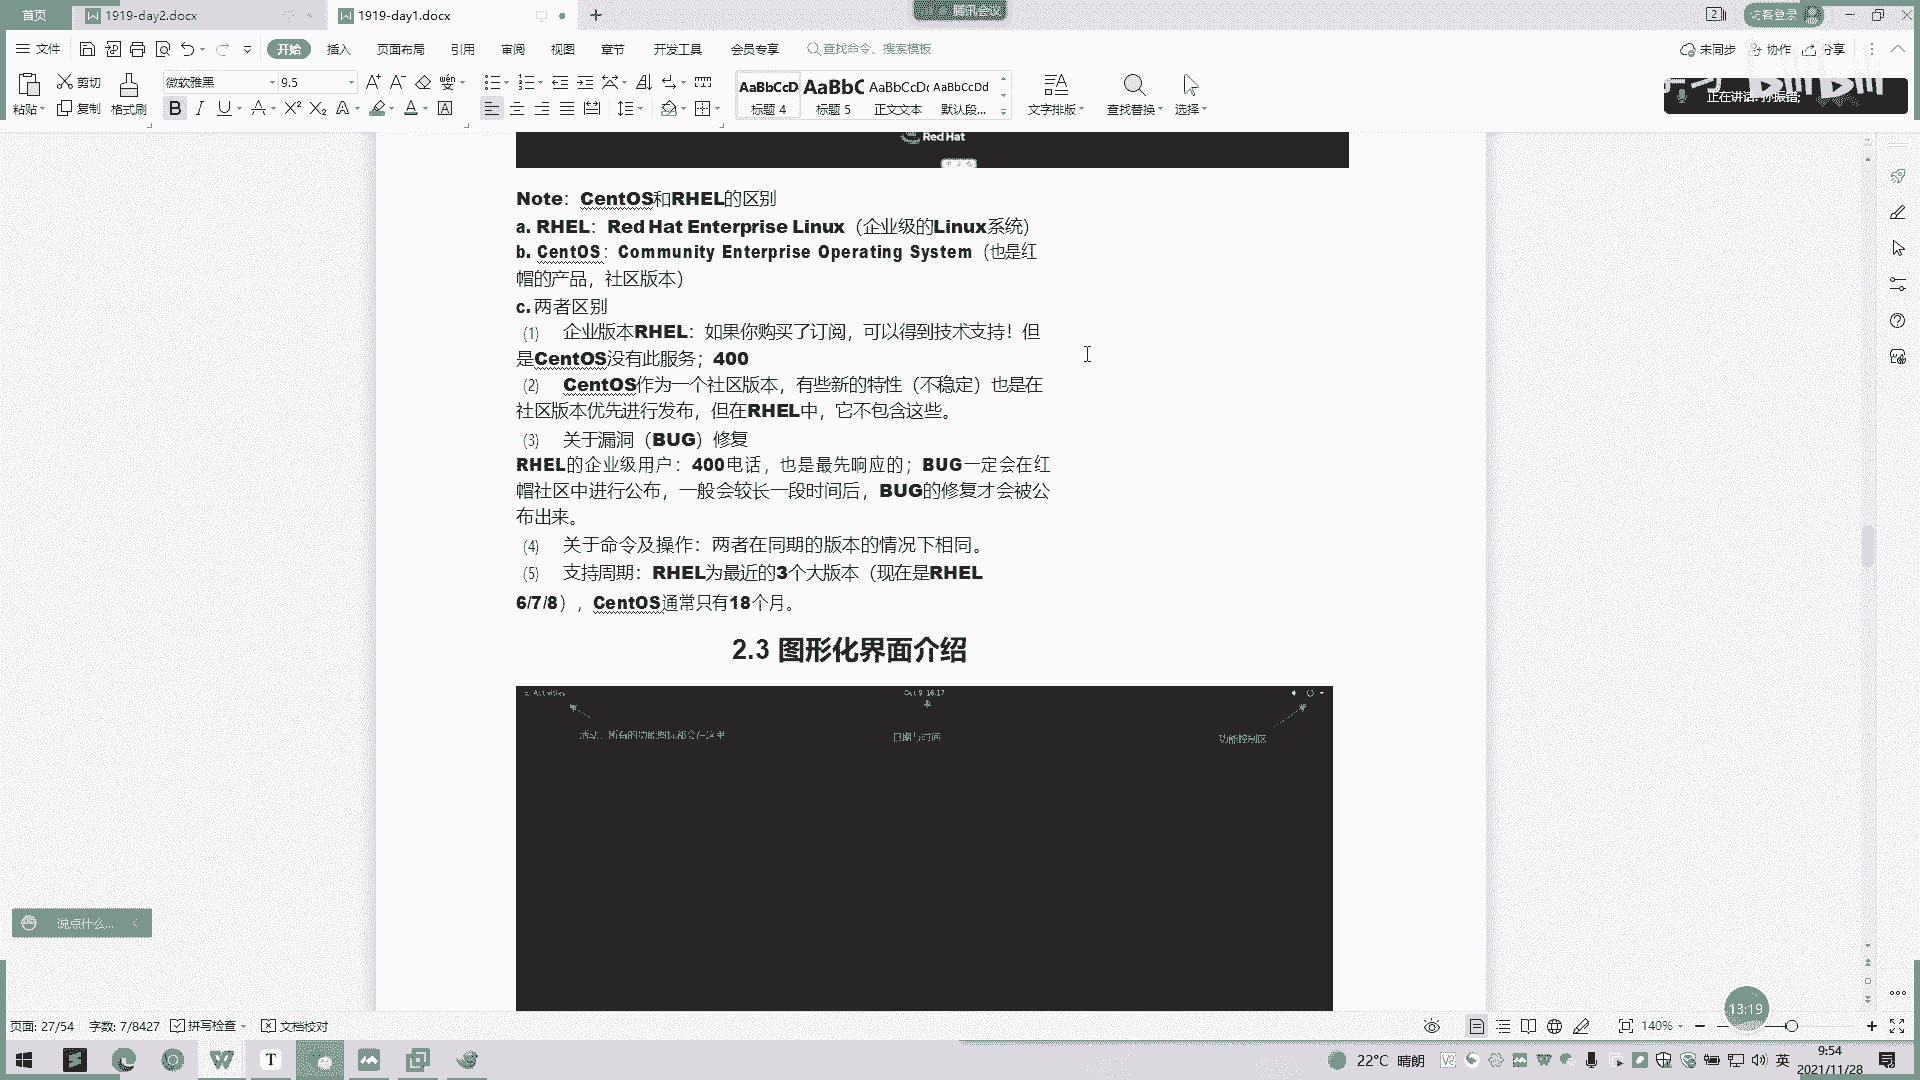 首页
1919-day2.docx
1919-day1.docx
腾讯会议
访客登录
文件
开始
插入
页面布局
引用
审阅
视图
章节
开发工具
会员专享
查找命令、搜索模板
未同步
协作
分享
粘贴
剪切
复制
格式刷
微软雅黑
9.5
AaBbCcD
AaBbC
AaBbCcDc
AaBbCcDd
标题 4
标题 5
正文文本
默认段...
文字排版
查找替换
选择
正在讲话:
Red Hat
Note：CentOS和RHEL的区别
a. RHEL：Red Hat Enterprise Linux（企业级的Linux系统）
b. CentOS：Community Enterprise Operating System（也是红
帽的产品，社区版本）
c. 两者区别
(1) 企业版本RHEL：如果你购买了订阅，可以得到技术支持！但
是CentOS没有此服务；400
(2) CentOS作为一个社区版本，有些新的特性（不稳定）也是在
社区版本优先进行发布，但在RHEL中，它不包含这些。
(3) 关于漏洞（BUG）修复
RHEL的企业级用户：400电话，也是最先响应的；BUG一定会在红
帽社区中进行公布，一般会较长一段时间后，BUG的修复才会被公
布出来。
(4) 关于命令及操作：两者在同期的版本的情况下相同。
(5) 支持周期：RHEL为最近的3个大版本（现在是RHEL
6/7/8），CentOS通常只有18个月。
2.3 图形化界面介绍
Activities
Oct 9 16:17
活动，所有的功能图标都会在这里
日期与时间
功能控制区
说点什么...
13:19
页面: 27/54
字数: 7/8427
拼写检查
文档校对
140%
22°C 晴朗
英
9:54
2021/11/28